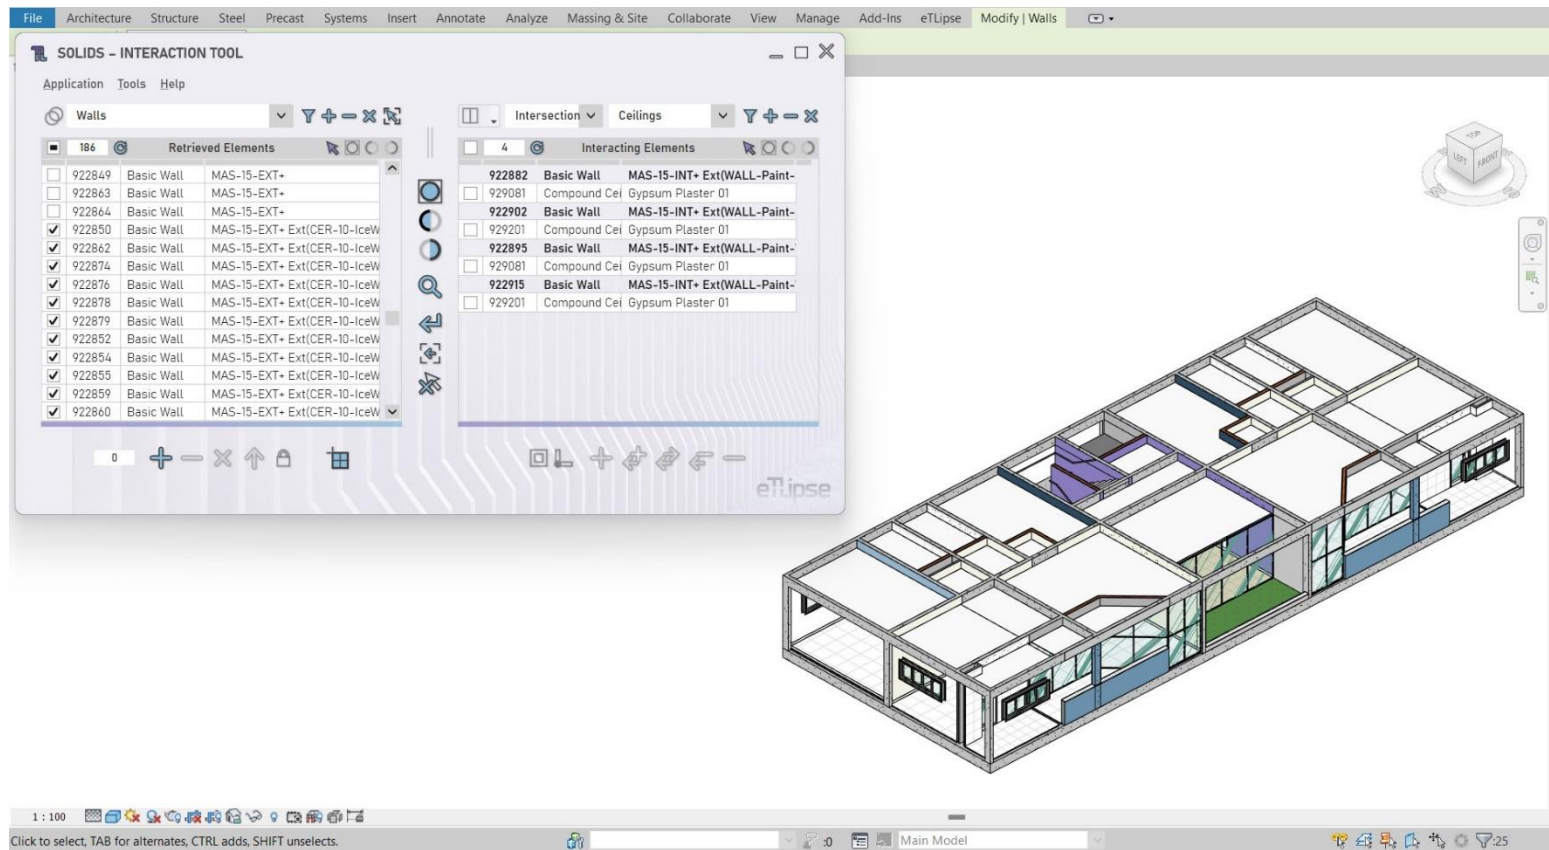 File Architecture Structure Steel Precast Systems Insert Annotate Analyze Massing & Site Collaborate View Manage Add-Ins eTLipse Modify | Walls
SOLIDS – INTERACTION TOOL
Application Tools Help
Walls
Intersection Ceilings
186 Retrieved Elements
4 Interacting Elements
922849 Basic Wall MAS-15-EXT+
922863 Basic Wall MAS-15-EXT+
922864 Basic Wall MAS-15-EXT+
922850 Basic Wall MAS-15-EXT+ Ext(CER-10-IceW
922862 Basic Wall MAS-15-EXT+ Ext(CER-10-IceW
922874 Basic Wall MAS-15-EXT+ Ext(CER-10-IceW
922876 Basic Wall MAS-15-EXT+ Ext(CER-10-IceW
922878 Basic Wall MAS-15-EXT+ Ext(CER-10-IceW
922879 Basic Wall MAS-15-EXT+ Ext(CER-10-IceW
922852 Basic Wall MAS-15-EXT+ Ext(CER-10-IceW
922854 Basic Wall MAS-15-EXT+ Ext(CER-10-IceW
922855 Basic Wall MAS-15-EXT+ Ext(CER-10-IceW
922859 Basic Wall MAS-15-EXT+ Ext(CER-10-IceW
922860 Basic Wall MAS-15-EXT+ Ext(CER-10-IceW
922882 Basic Wall MAS-15-INT+ Ext(WALL-Paint-
929081 Compound Cei Gypsum Plaster 01
922902 Basic Wall MAS-15-INT+ Ext(WALL-Paint-
929201 Compound Cei Gypsum Plaster 01
922895 Basic Wall MAS-15-INT+ Ext(WALL-Paint-
929081 Compound Cei Gypsum Plaster 01
922915 Basic Wall MAS-15-INT+ Ext(WALL-Paint-
929201 Compound Cei Gypsum Plaster 01
0
eTLipse
TOP
LEFT FRONT
1 : 100
Click to select, TAB for alternates, CTRL adds, SHIFT unselects.
:0
Main Model
:25